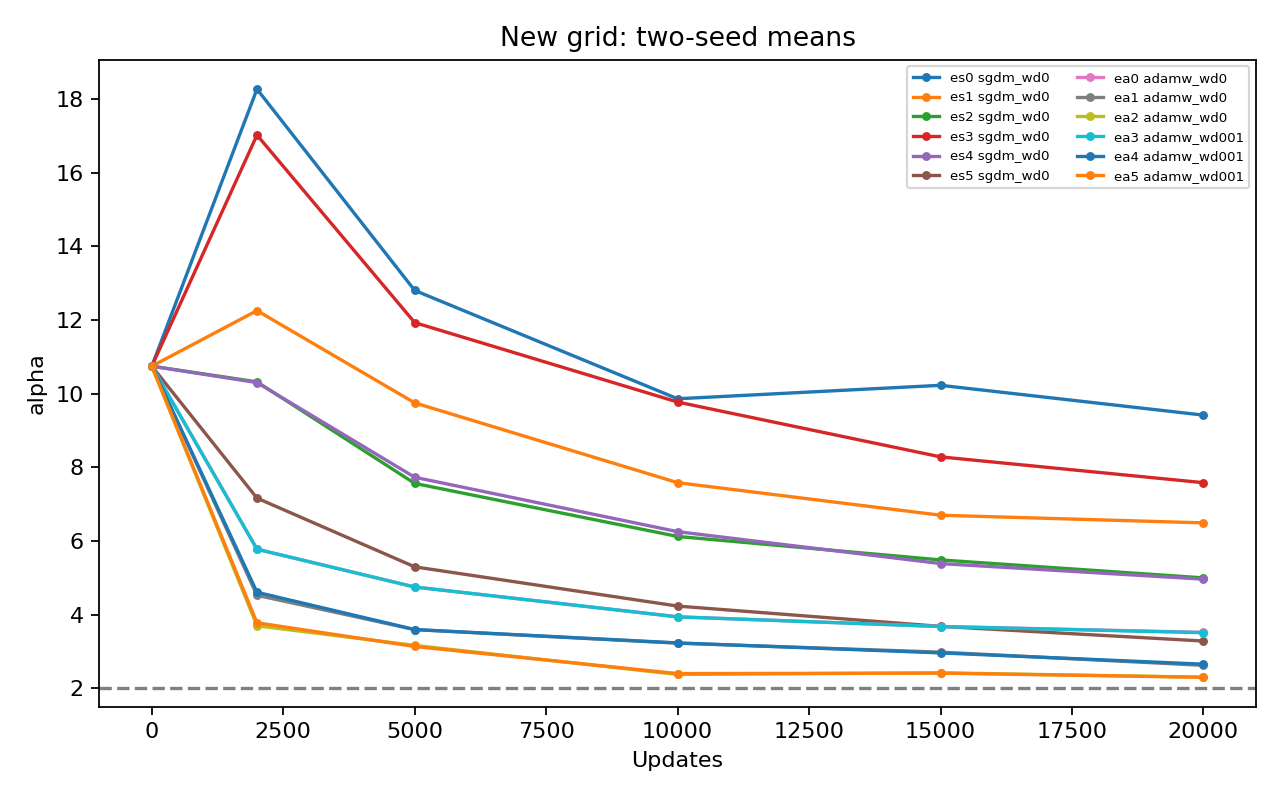 New grid: two-seed means
es0 sgdm_wd0
es1 sgdm_wd0
es2 sgdm_wd0
es3 sgdm_wd0
es4 sgdm_wd0
es5 sgdm_wd0
ea0 adamw_wd0
ea1 adamw_wd0
ea2 adamw_wd0
ea3 adamw_wd001
ea4 adamw_wd001
ea5 adamw_wd001
alpha
18
16
14
12
10
8
6
4
2
0 2500 5000 7500 10000 12500 15000 17500 20000
Updates